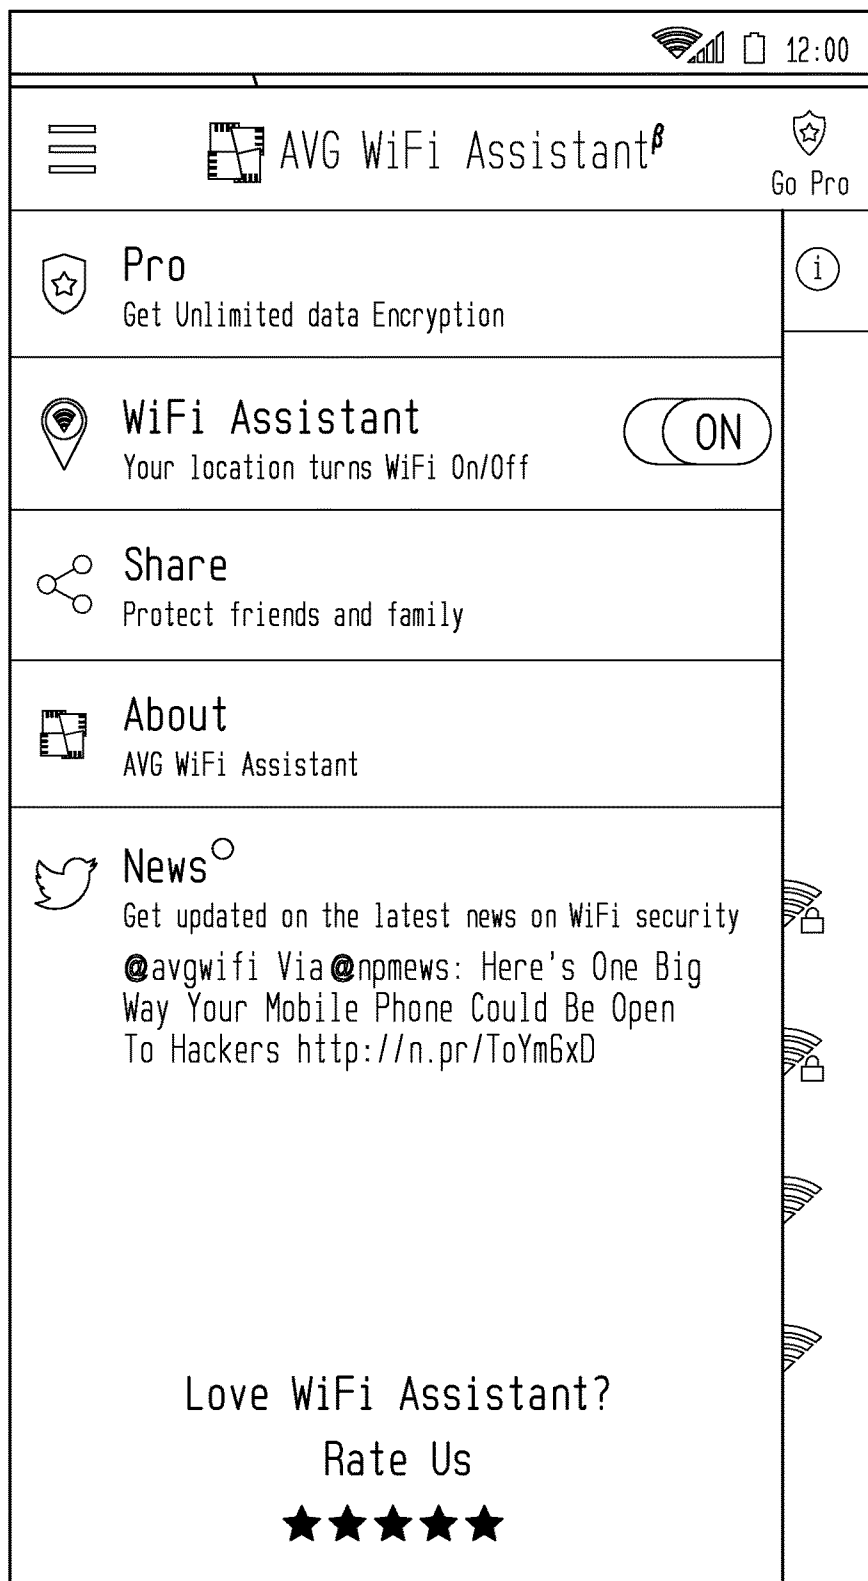 12:00
AVG WiFi Assistantβ
Go Pro
Pro
i
Get Unlimited data Encryption
WiFi Assistant
ON
Your location turns WiFi On/Off
Share
Protect friends and family
About
AVG WiFi Assistant
News
Get updated on the latest news on WiFi security
@avgwifi Via @npmews: Here's One Big
Way Your Mobile Phone Could Be Open
To Hackers http://n.pr/ToYm6xD
Love WiFi Assistant?
Rate Us